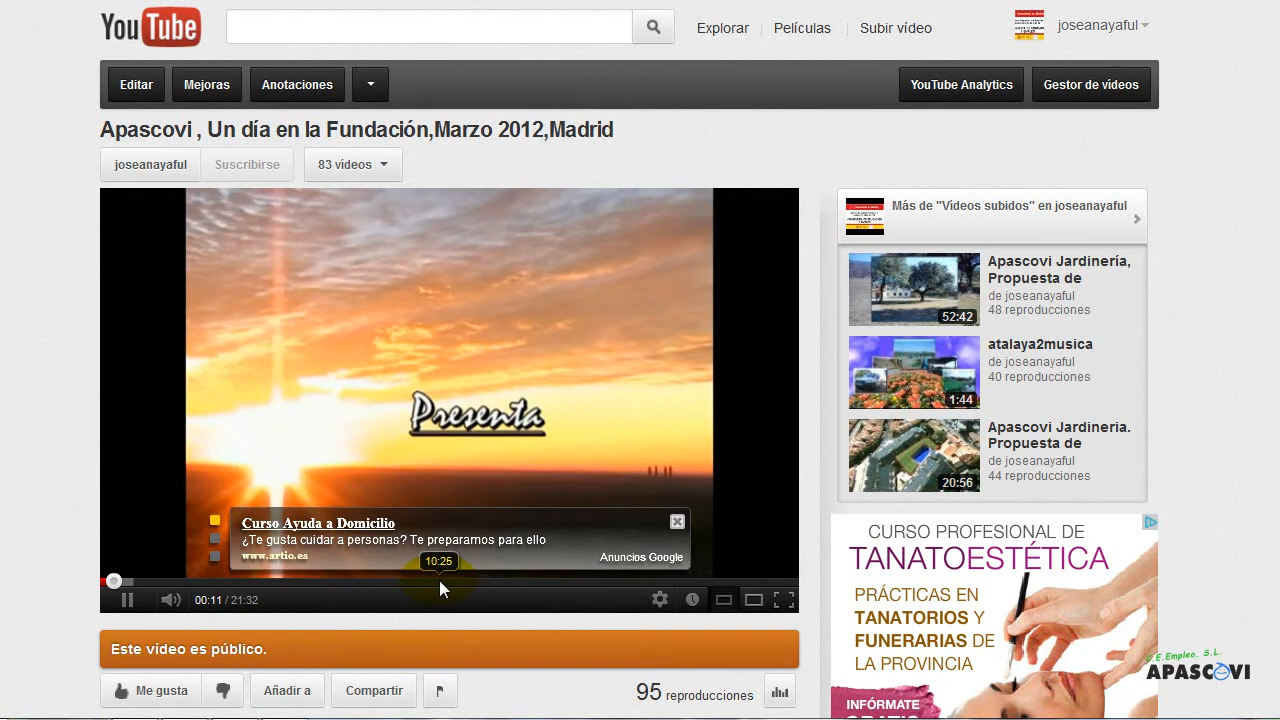 YouTube
Explorar
Películas
Subir vídeo
joseanayaful
Editar
Mejoras
Anotaciones
YouTube Analytics
Gestor de vídeos
Apascovi , Un día en la Fundación,Marzo 2012,Madrid
joseanayaful
Suscribirse
83 vídeos
Presenta
Curso Ayuda a Domicilio
¿Te gusta cuidar a personas? Te preparamos para ello
www.artio.es
Anuncios Google
10:25
00:11 / 21:32
Este vídeo es público.
Me gusta
Añadir a
Compartir
95 reproducciones
Más de "Vídeos subidos" en joseanayaful
Apascovi Jardinería,
Propuesta de
de joseanayaful
48 reproducciones
52:42
atalaya2musica
de joseanayaful
40 reproducciones
1:44
Apascovi Jardineria.
Propuesta de
de joseanayaful
44 reproducciones
20:56
CURSO PROFESIONAL DE
TANATOESTÉTICA
PRÁCTICAS EN
TANATORIOS Y
FUNERARIAS DE
LA PROVINCIA
INFÓRMATE
GRATIS
C.E.Empleo. S.L.
APASCOVI